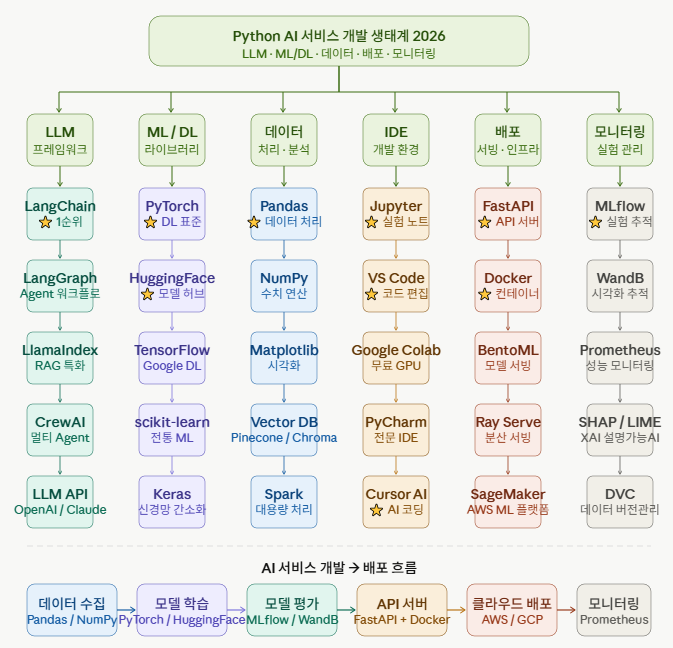 Python AI 서비스 개발 생태계 2026
LLM · ML/DL · 데이터 · 배포 · 모니터링
LLM
프레임워크
ML / DL
라이브러리
데이터
처리 · 분석
IDE
개발 환경
배포
서빙 · 인프라
모니터링
실험 관리
LangChain
⭐ 1순위
PyTorch
⭐ DL 표준
Pandas
⭐ 데이터 처리
Jupyter
⭐ 실험 노트
FastAPI
⭐ API 서버
MLflow
⭐ 실험 추적
LangGraph
Agent 워크플로
HuggingFace
⭐ 모델 허브
NumPy
수치 연산
VS Code
⭐ 코드 편집
Docker
⭐ 컨테이너
WandB
시각화 추적
LlamaIndex
RAG 특화
TensorFlow
Google DL
Matplotlib
시각화
Google Colab
무료 GPU
BentoML
모델 서빙
Prometheus
성능 모니터링
CrewAI
멀티 Agent
scikit-learn
전통 ML
Vector DB
Pinecone / Chroma
PyCharm
전문 IDE
Ray Serve
분산 서빙
SHAP / LIME
XAI 설명가능AI
LLM API
OpenAI / Claude
Keras
신경망 간소화
Spark
대용량 처리
Cursor AI
⭐ AI 코딩
SageMaker
AWS ML 플랫폼
DVC
데이터 버전관리
AI 서비스 개발 → 배포 흐름
데이터 수집
Pandas / NumPy
모델 학습
PyTorch / HuggingFace
모델 평가
MLflow / WandB
API 서버
FastAPI + Docker
클라우드 배포
AWS / GCP
모니터링
Prometheus